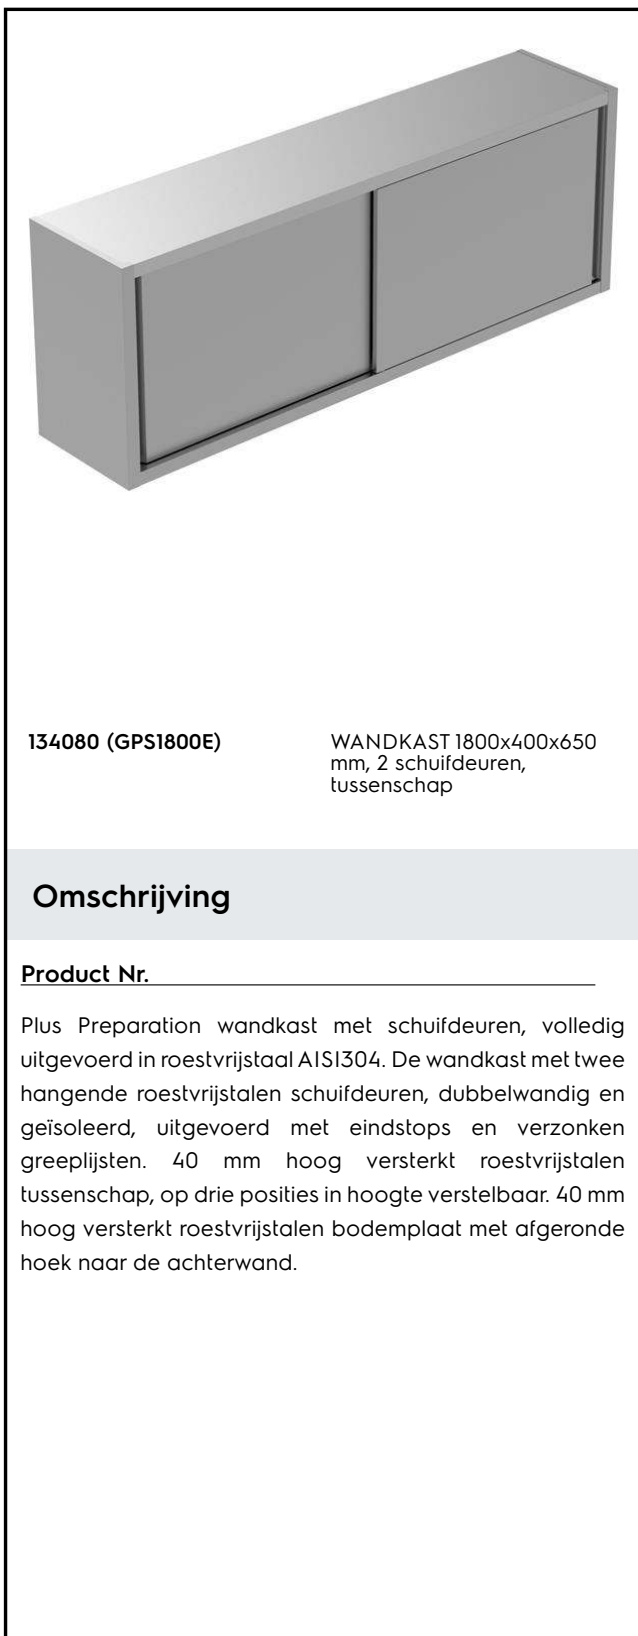 134080 (GPS1800E)
WANDKAST 1800x400x650
mm, 2 schuifdeuren,
tussenschap
Omschrijving
Product Nr.
Plus Preparation wandkast met schuifdeuren, volledig
uitgevoerd in roestvrijstaal AISI304. De wandkast met twee
hangende roestvrijstalen schuifdeuren, dubbelwandig en
geïsoleerd, uitgevoerd met eindstops en verzonken
greeplijsten. 40 mm hoog versterkt roestvrijstalen
tussenschap, op drie posities in hoogte verstelbaar. 40 mm
hoog versterkt roestvrijstalen bodemplaat met afgeronde
hoek naar de achterwand.